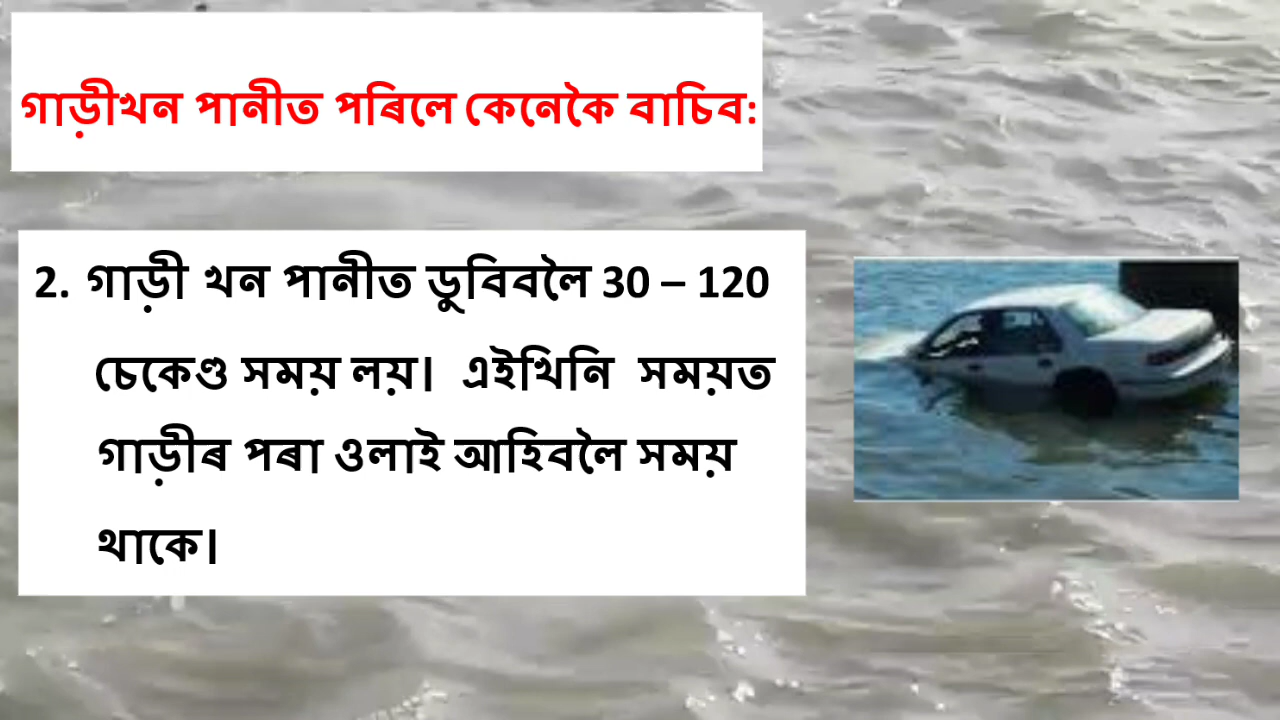 গাড়ীখন পানীত পৰিলে কেনেকৈ বাচিব:
2. গাড়ী খন পানীত ডুবিবলৈ 30 – 120
চেকেণ্ড সময় লয়। এইখিনি সময়ত
গাড়ীৰ পৰা ওলাই আহিবলৈ সময়
থাকে।